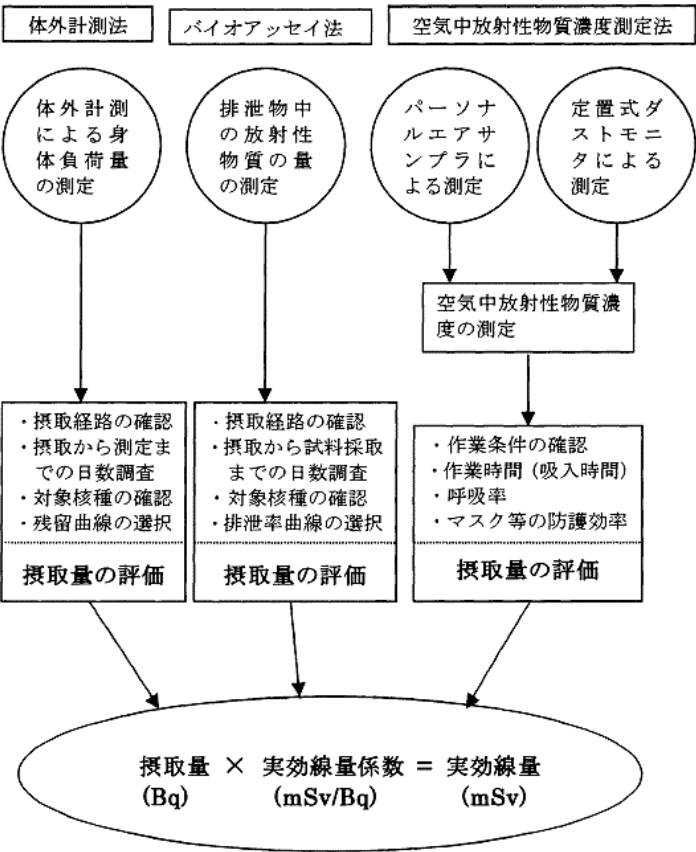 体外計測法
バイオアッセイ法
空気中放射性物質濃度測定法
体外計測
による身
体負荷量
の測定
排泄物中
の放射性
物質の量
の測定
パーソナ
ルエアサ
ンプラに
よる測定
定置式ダ
ストモニ
タによる
測定
空気中放射性物質濃
度の測定
・摂取経路の確認
・摂取から測定ま
での日数調査
・対象核種の確認
・残留曲線の選択
摂取量の評価
・摂取経路の確認
・摂取から試料採取
までの日数調査
・対象核種の確認
・排泄率曲線の選択
摂取量の評価
・作業条件の確認
・作業時間(吸入時間)
・呼吸率
・マスク等の防護効率
摂取量の評価
摂取量 × 実効線量係数 = 実効線量
(Bq) (mSv/Bq) (mSv)